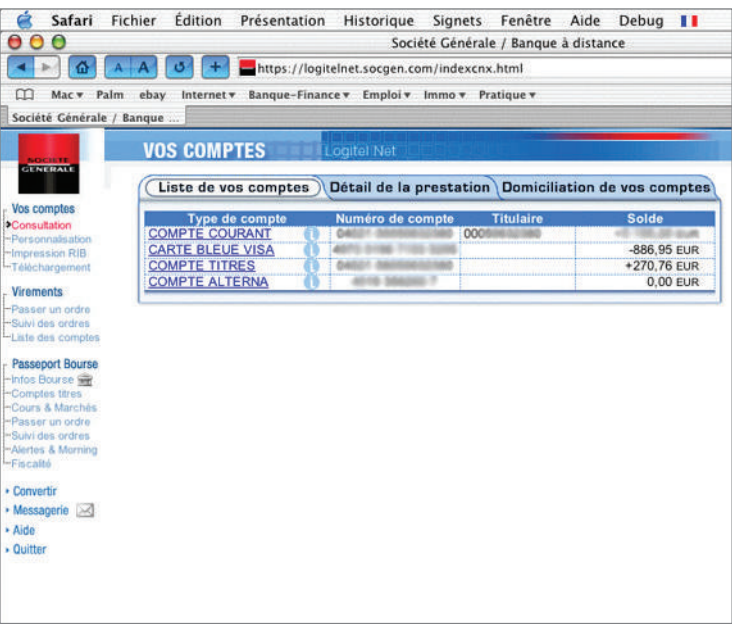 Safari Fichier Édition Présentation Historique Signets Fenêtre Aide Debug
Société Générale / Banque à distance
A A https://logitelnet.socgen.com/indexcnx.html
Mac Palm ebay Internet Banque-Finance Emploi Immo Pratique
Société Générale / Banque ...
SOCIETE
GENERALE
VOS COMPTES Logitel Net
Liste de vos comptes Détail de la prestation Domiciliation de vos comptes
Type de compte Numéro de compte Titulaire Solde
COMPTE COURANT
CARTE BLEUE VISA -886,95 EUR
COMPTE TITRES +270,76 EUR
COMPTE ALTERNA 0,00 EUR
Vos comptes
Consultation
Personnalisation
Impression RIB
Téléchargement
Virements
Passer un ordre
Suivi des ordres
Liste des comptes
Passeport Bourse
Infos Bourse
Comptes titres
Cours & Marchés
Passer un ordre
Suivi des ordres
Alertes & Morning
Fiscalité
Convertir
Messagerie
Aide
Quitter